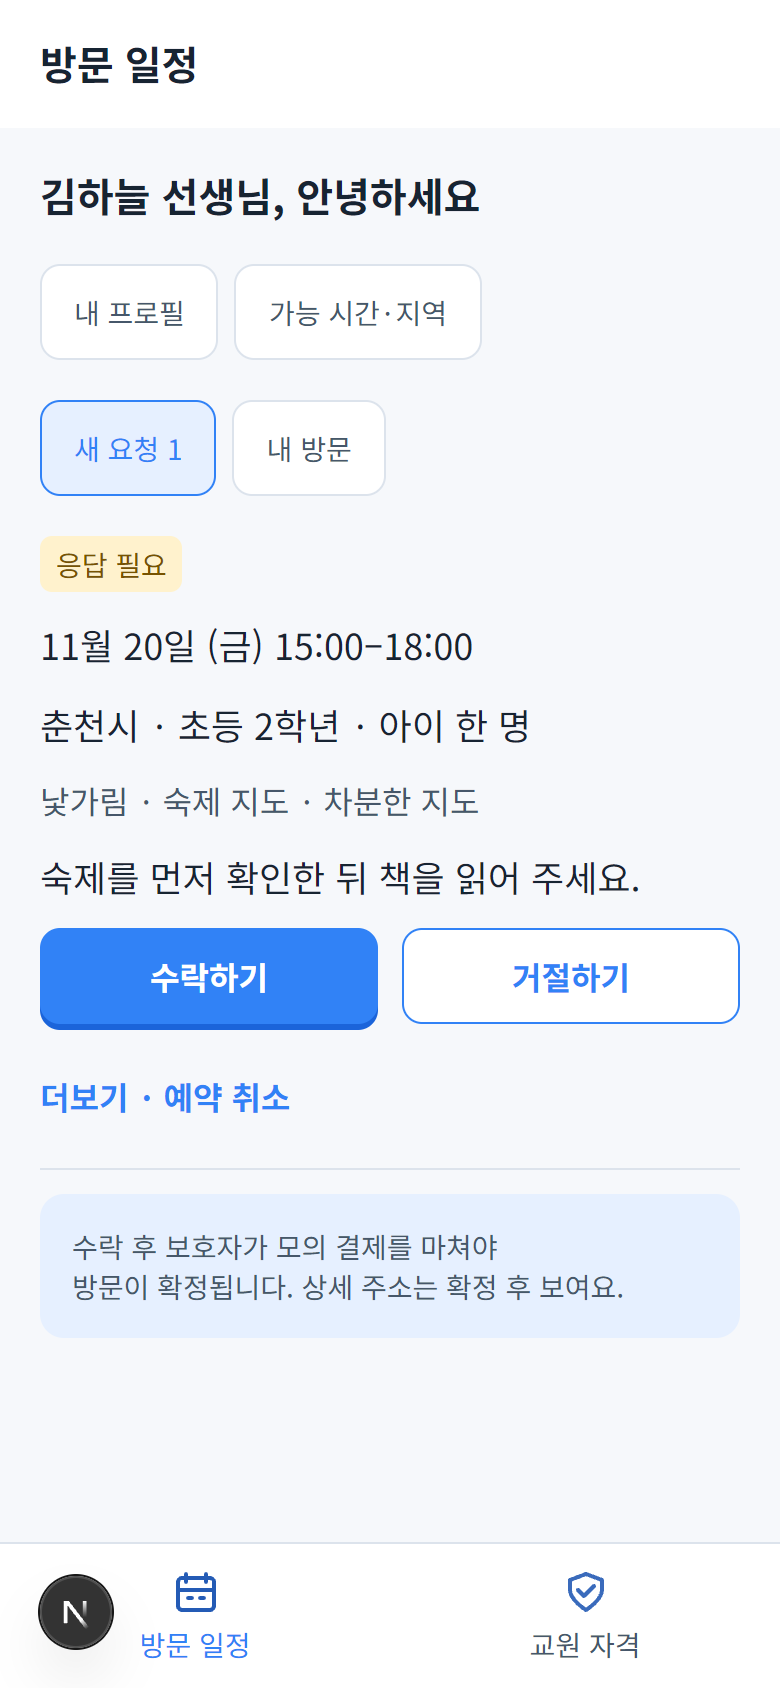 방문 일정
김하늘 선생님, 안녕하세요
내 프로필
가능 시간·지역
새 요청 1
내 방문
응답 필요
11월 20일 (금) 15:00–18:00
춘천시 · 초등 2학년 · 아이 한 명
낯가림 · 숙제 지도 · 차분한 지도
숙제를 먼저 확인한 뒤 책을 읽어 주세요.
수락하기
거절하기
더보기 · 예약 취소
수락 후 보호자가 모의 결제를 마쳐야
방문이 확정됩니다. 상세 주소는 확정 후 보여요.
N
방문 일정
교원 자격